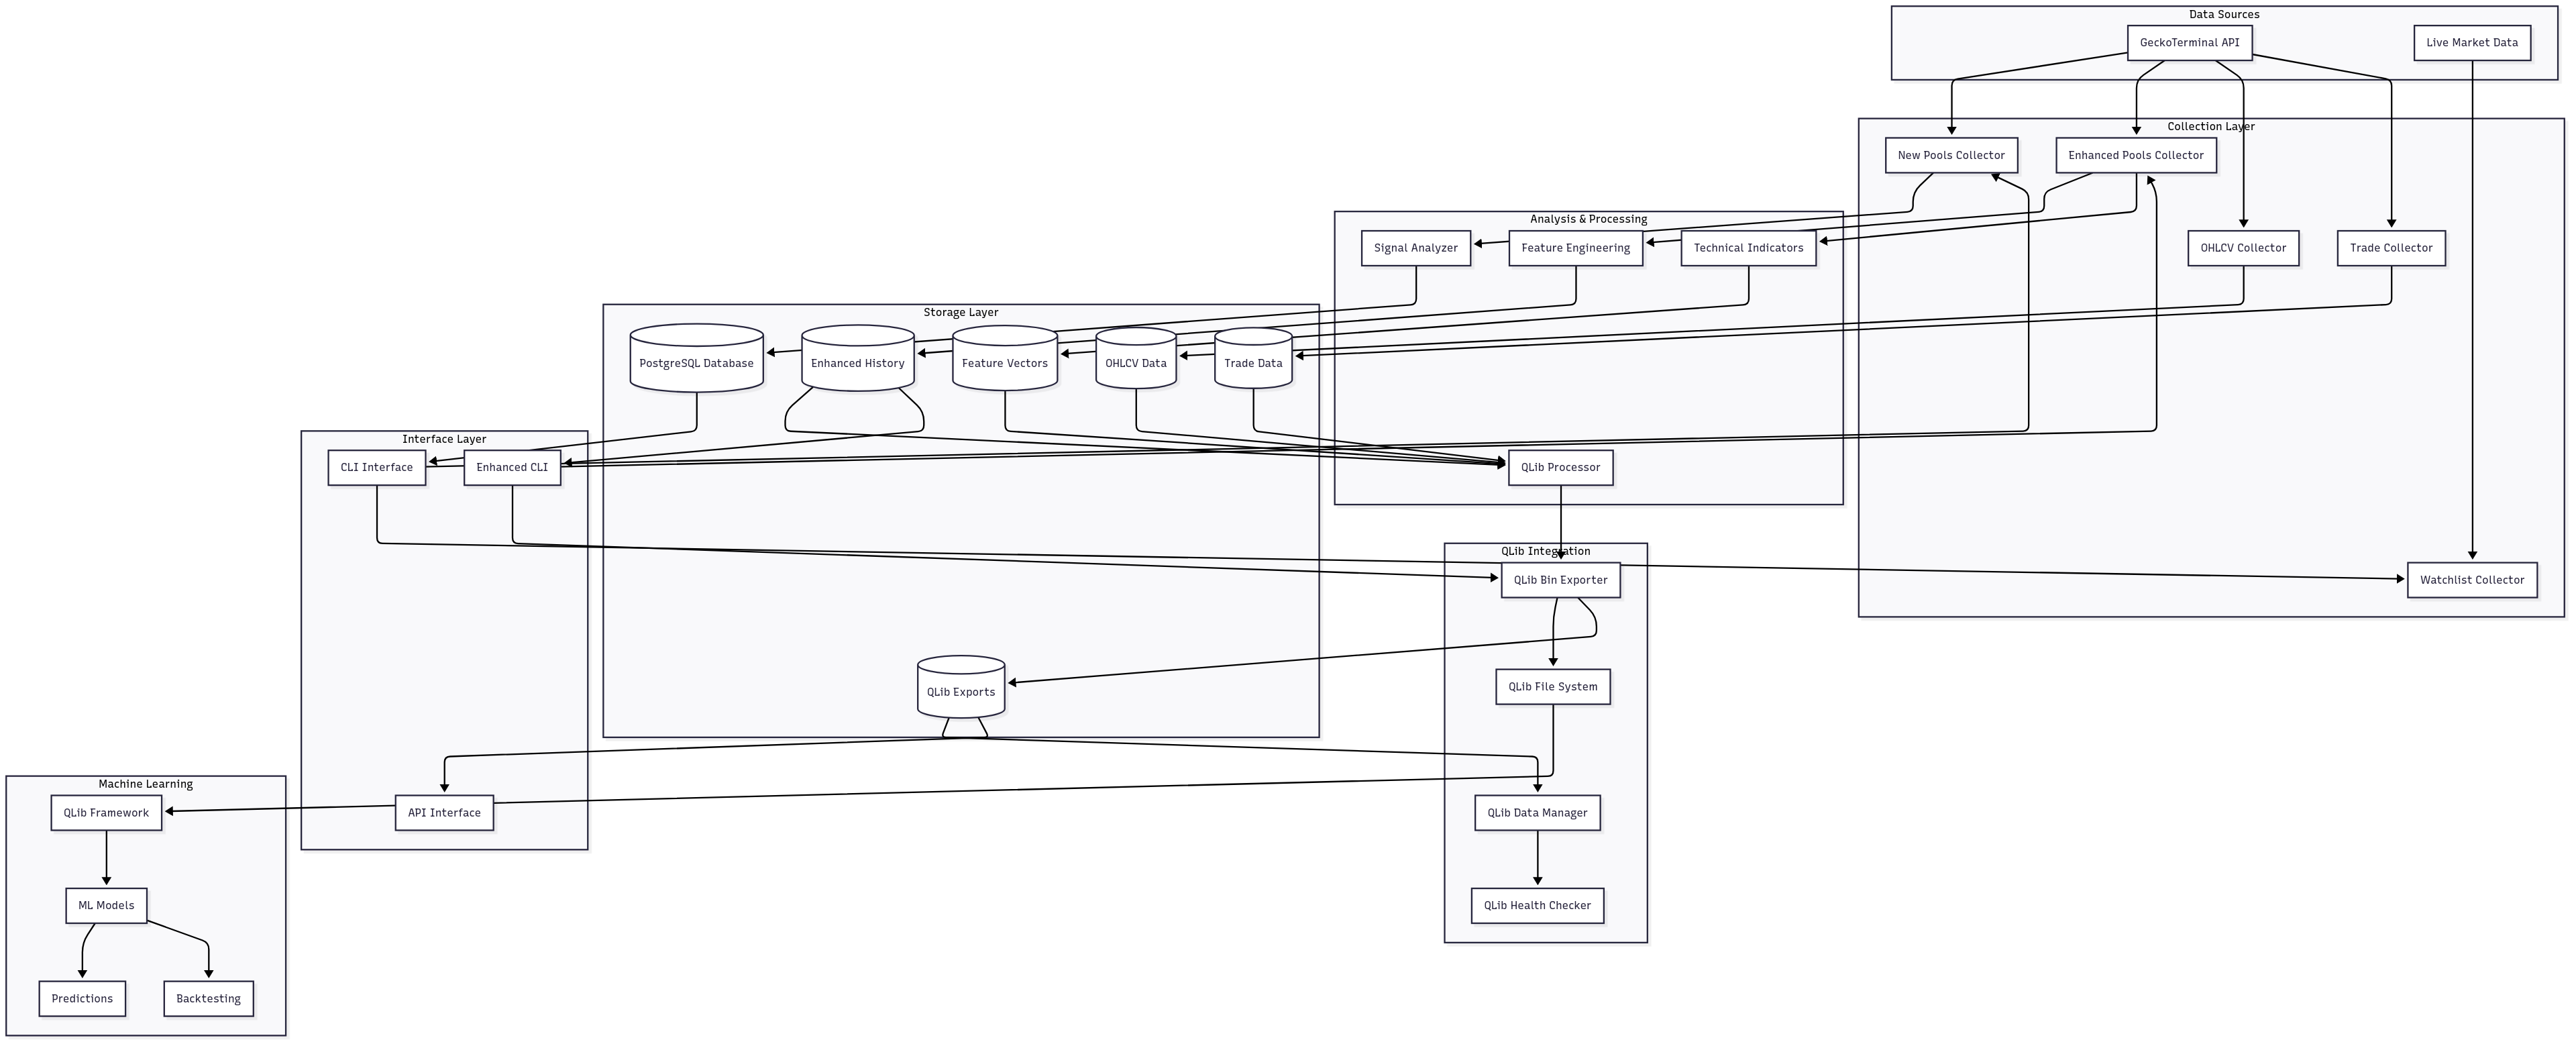 Data Sources
GeckoTerminal API
Live Market Data
Collection Layer
New Pools Collector
Enhanced Pools Collector
OHLCV Collector
Trade Collector
Watchlist Collector
Analysis & Processing
Signal Analyzer
Feature Engineering
Technical Indicators
QLib Processor
Storage Layer
PostgreSQL Database
Enhanced History
Feature Vectors
OHLCV Data
Trade Data
QLib Exports
Interface Layer
CLI Interface
Enhanced CLI
API Interface
QLib Integration
QLib Bin Exporter
QLib File System
QLib Data Manager
QLib Health Checker
Machine Learning
QLib Framework
ML Models
Predictions
Backtesting